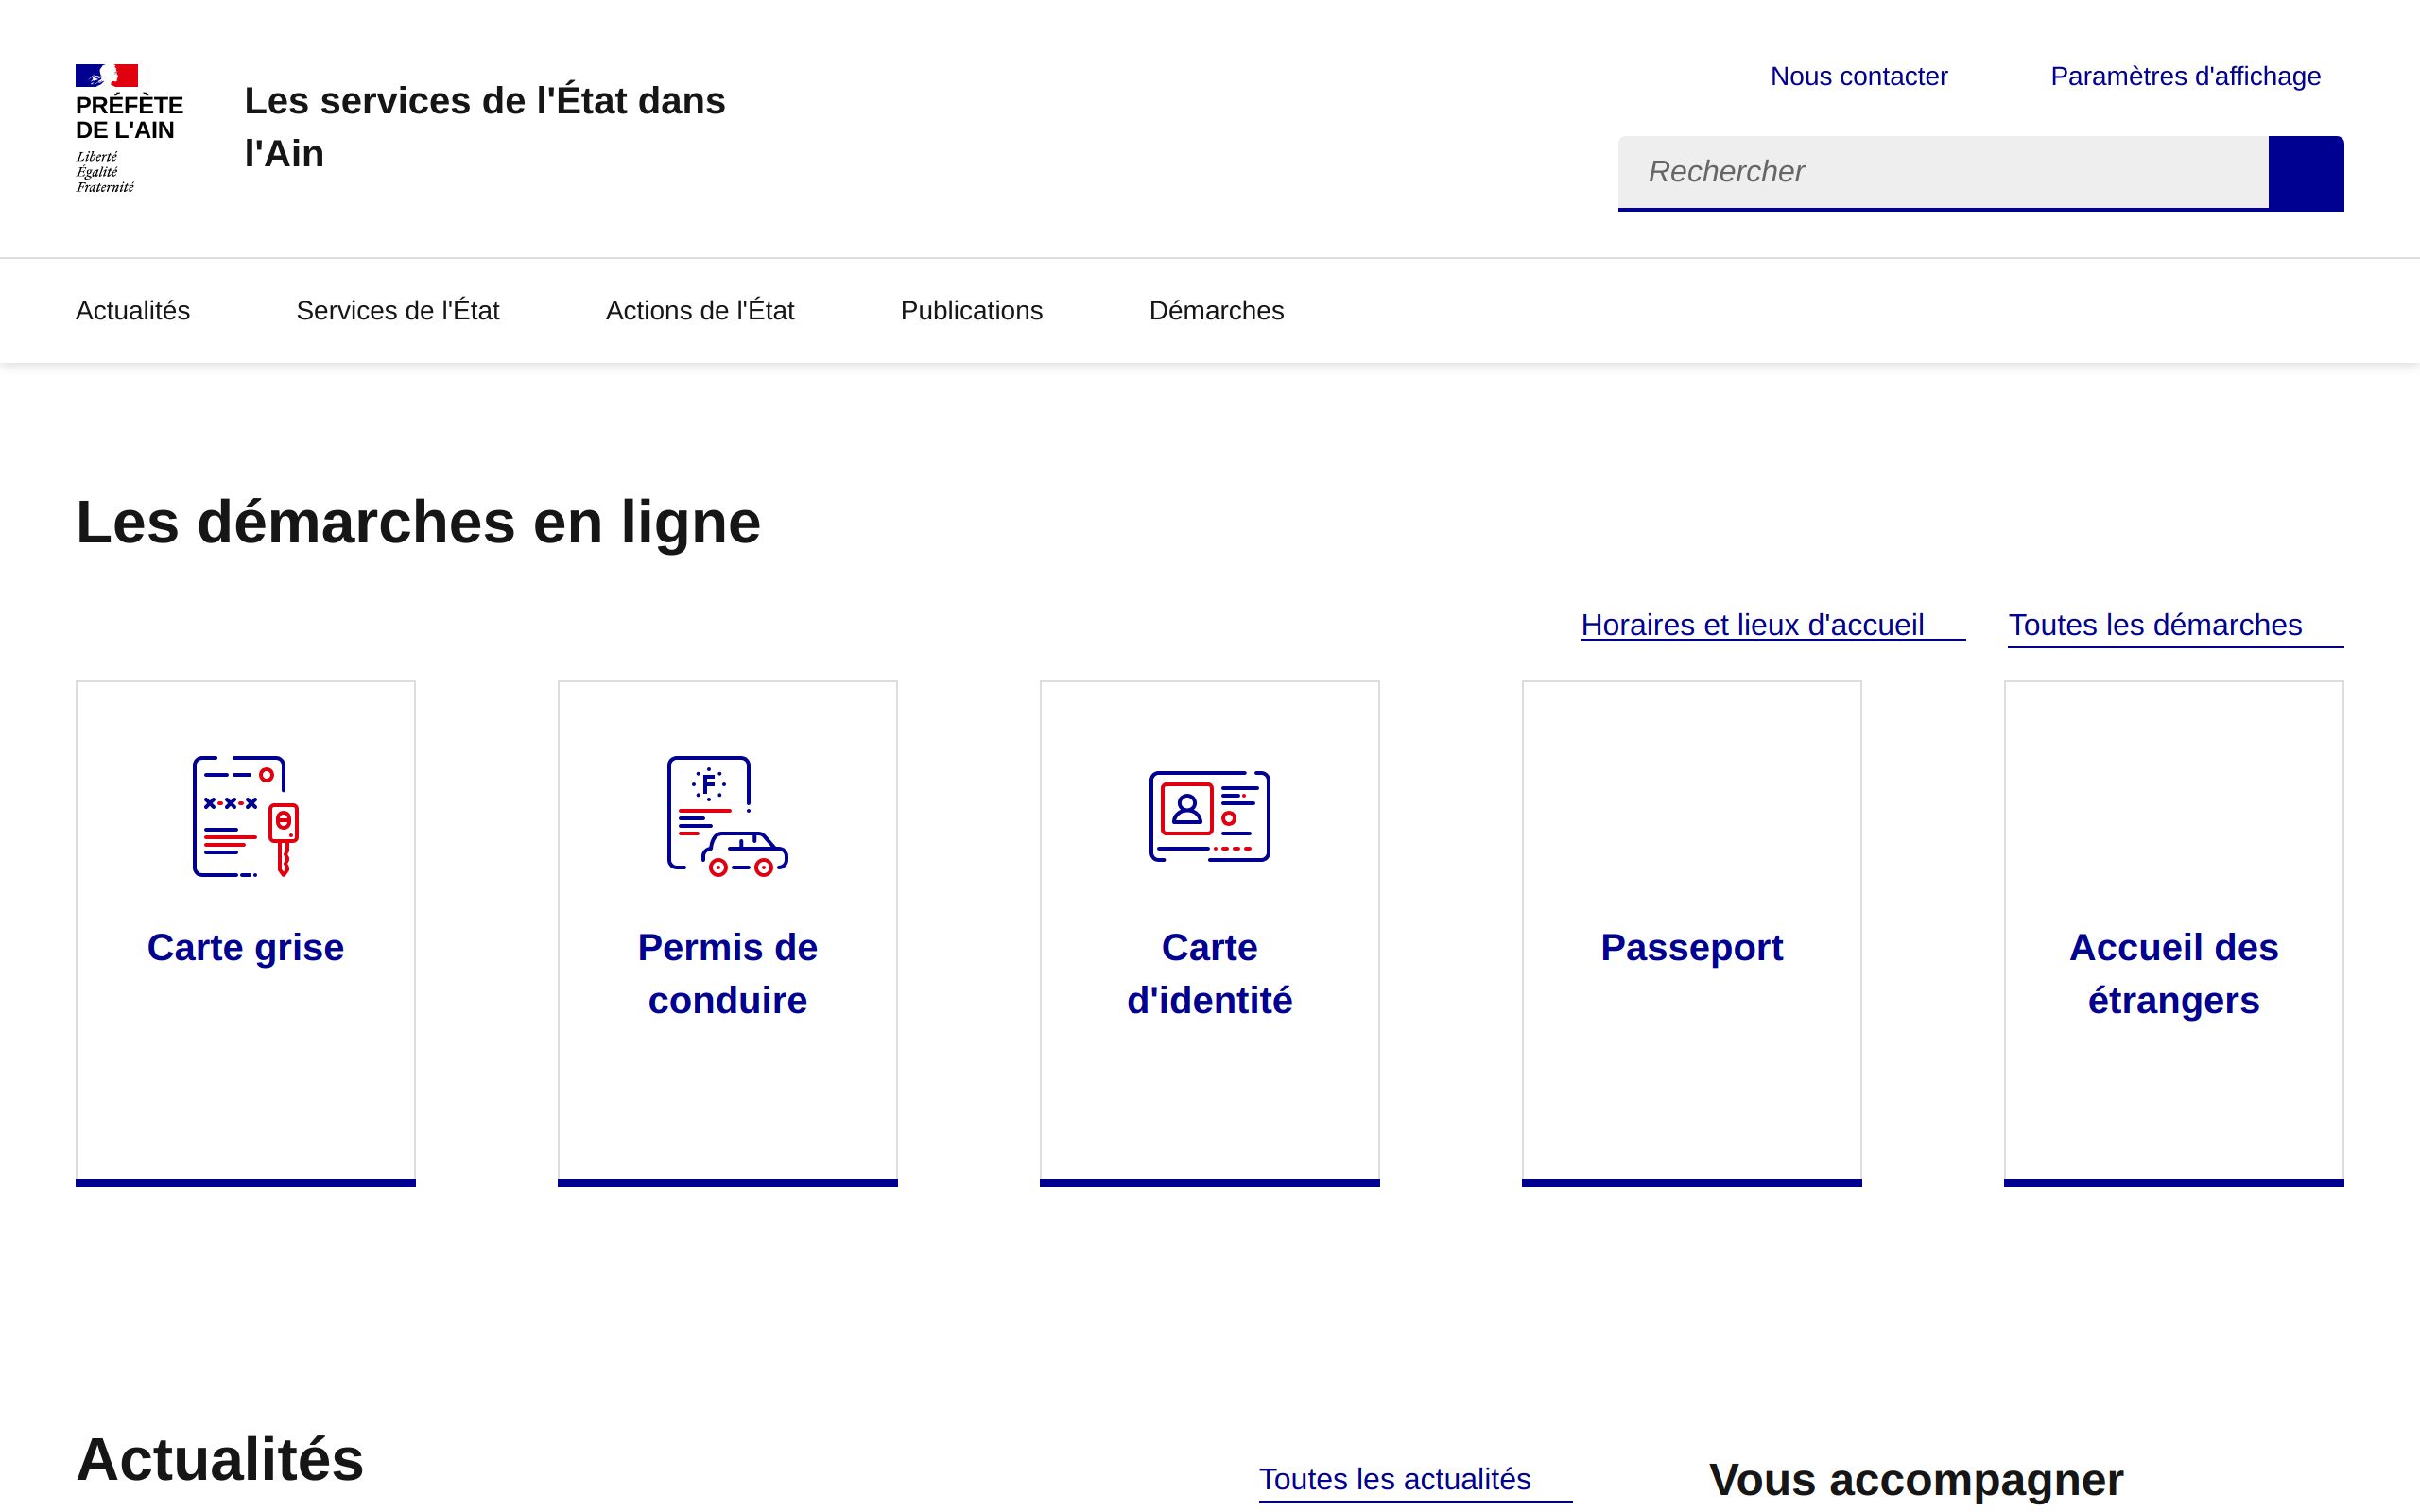 PRÉFÈTE
DE L'AIN
Liberté
Égalité
Fraternité
Les services de l'État dans
l'Ain
Nous contacter
Paramètres d'affichage
Rechercher
Actualités
Services de l'État
Actions de l'État
Publications
Démarches
Les démarches en ligne
Horaires et lieux d'accueil
Toutes les démarches
F
Carte grise
Permis de
conduire
Carte
d'identité
Passeport
Accueil des
étrangers
Actualités
Toutes les actualités
Vous accompagner